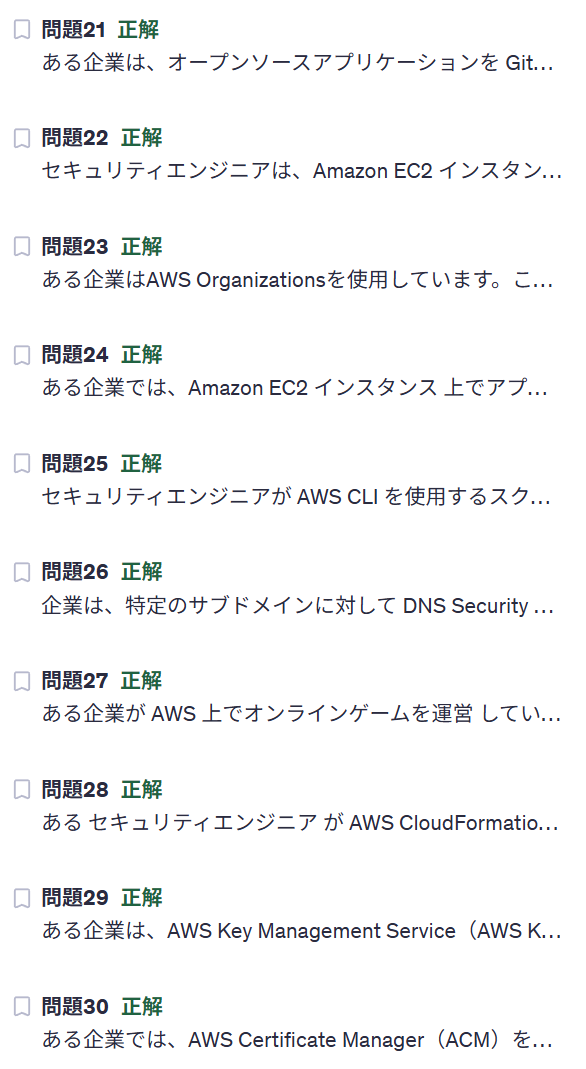 問題21 正解
ある企業は、オープンソースアプリケーションを Git...
問題22 正解
セキュリティエンジニアは、Amazon EC2 インスタン...
問題23 正解
ある企業はAWS Organizationsを使用しています。こ...
問題24 正解
ある企業では、Amazon EC2 インスタンス 上でアプ...
問題25 正解
セキュリティエンジニアが AWS CLI を使用するスク...
問題26 正解
企業は、特定のサブドメインに対して DNS Security ...
問題27 正解
ある企業が AWS 上でオンラインゲームを運営 してい...
問題28 正解
ある セキュリティエンジニア が AWS CloudFormatio...
問題29 正解
ある企業は、AWS Key Management Service（AWS K...
問題30 正解
ある企業では、AWS Certificate Manager（ACM）を...